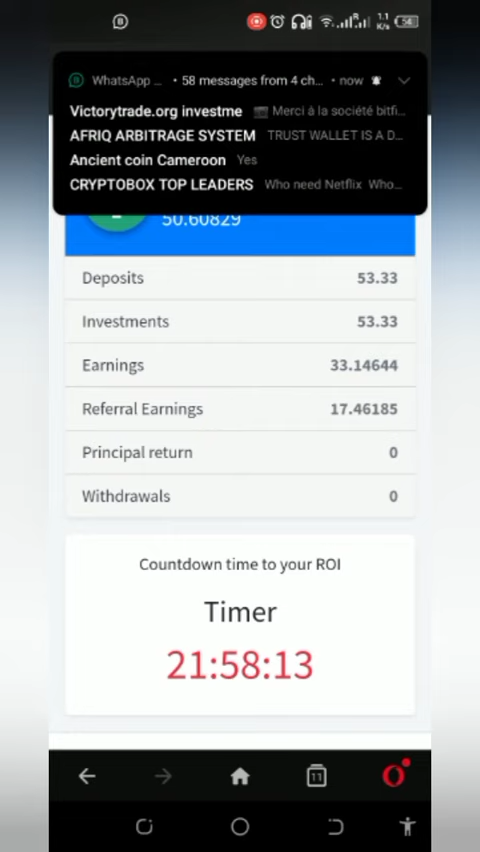 1.1
K/s
54
WhatsApp ... • 58 messages from 4 ch... • now
Victorytrade.org investme Merci à la société bitfi...
AFRIQ ARBITRAGE SYSTEM TRUST WALLET IS A D...
Ancient coin Cameroon Yes
CRYPTOBOX TOP LEADERS Who need Netflix Who...
50.60829
Deposits 53.33
Investments 53.33
Earnings 33.14644
Referral Earnings 17.46185
Principal return 0
Withdrawals 0
Countdown time to your ROI
Timer
21:58:13
11